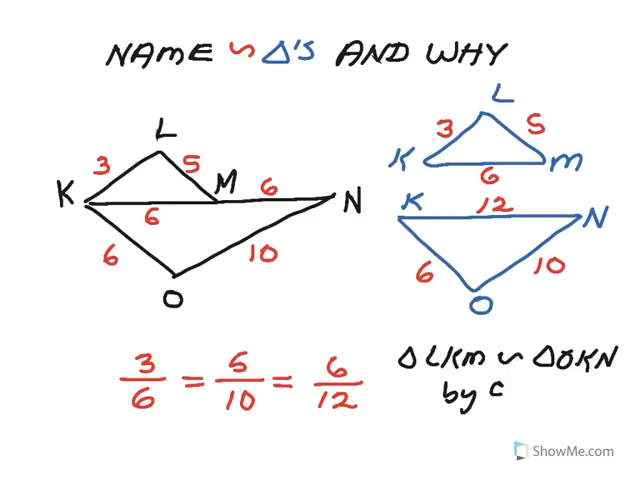 NAME ~ Δ'S AND WHY
L
3 5
K M 6 N
6
6 10
O
L
3 5
K M
6
K 12 N
6 10
O
3/6 = 5/10 = 6/12
Δ LKM ~ Δ OKN
by C
ShowMe.com